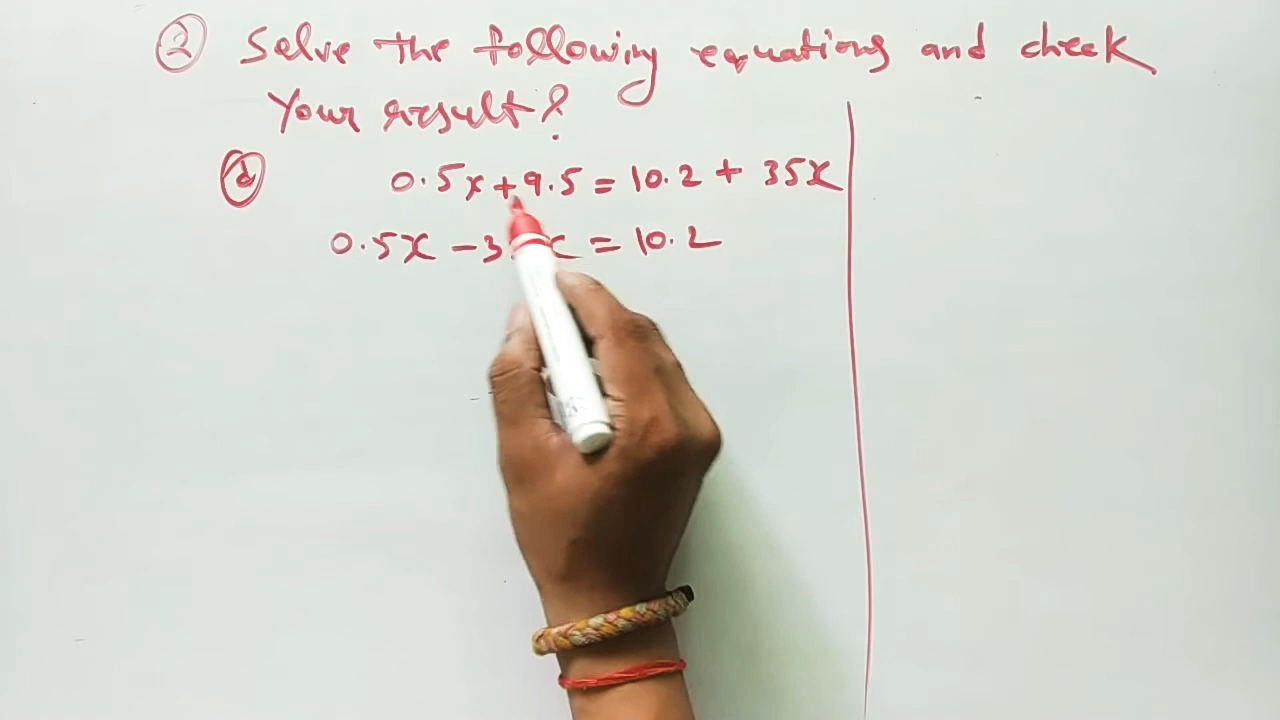 ② Solve the following equations and check
Your result?
ⓓ 0.5x+9.5=10.2+ 35x
0.5x -3 x = 10.2